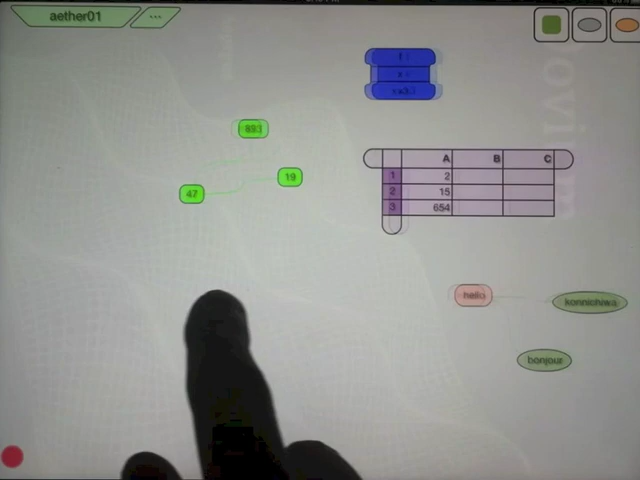 aether01
...
893
19
47
A B C
1 2
2 15
3 654
hello
konnichiwa
bonjour